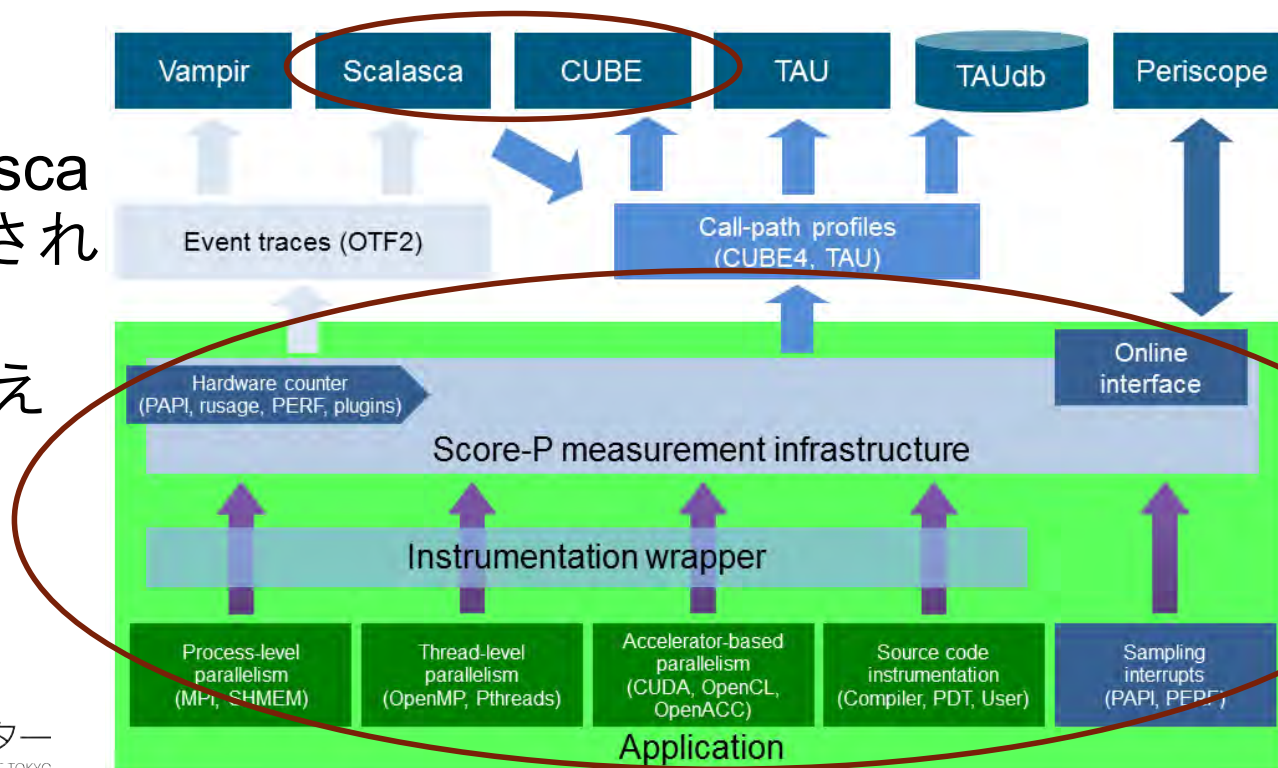 Vampir
Scalasca
CUBE
TAU
TAUdb
Periscope
sca
され
え
Event traces (OTF2)
Call-path profiles
(CUBE4, TAU)
Online
interface
Hardware counter
(PAPI, rusage, PERF, plugins)
Score-P measurement infrastructure
Instrumentation wrapper
Process-level
parallelism
(MPI, SHMEM)
Thread-level
parallelism
(OpenMP, Pthreads)
Accelerator-based
parallelism
(CUDA, OpenCL,
OpenACC)
Source code
instrumentation
(Compiler, PDT, User)
Sampling
interrupts
(PAPI, PERF)
Application
ター
TOKYO